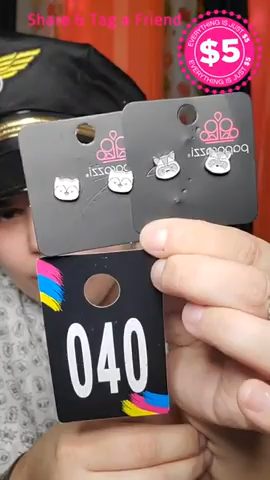 Share & Tag a Friend
EVERYTHING IS JUST $5
$5
EVERYTHING IS JUST $5
paparazzi
paparazzi
040